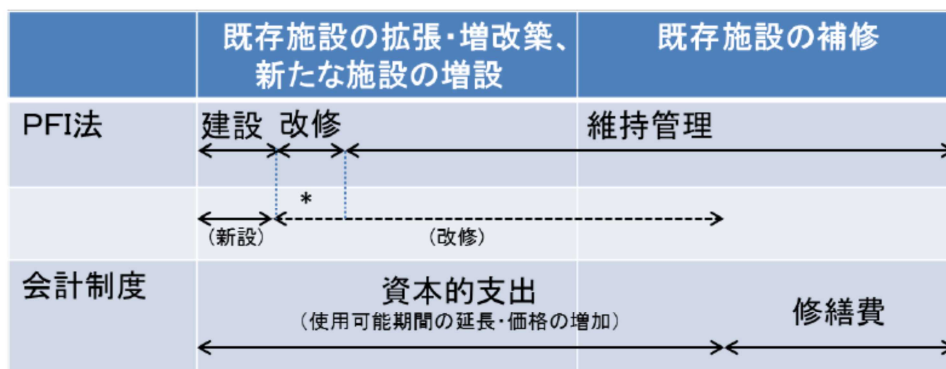 既存施設の拡張・増改築、
新たな施設の増設
既存施設の補修
PFI法
建設
改修
維持管理
*
(新設)
(改修)
会計制度
資本的支出
(使用可能期間の延長・価格の増加)
修繕費